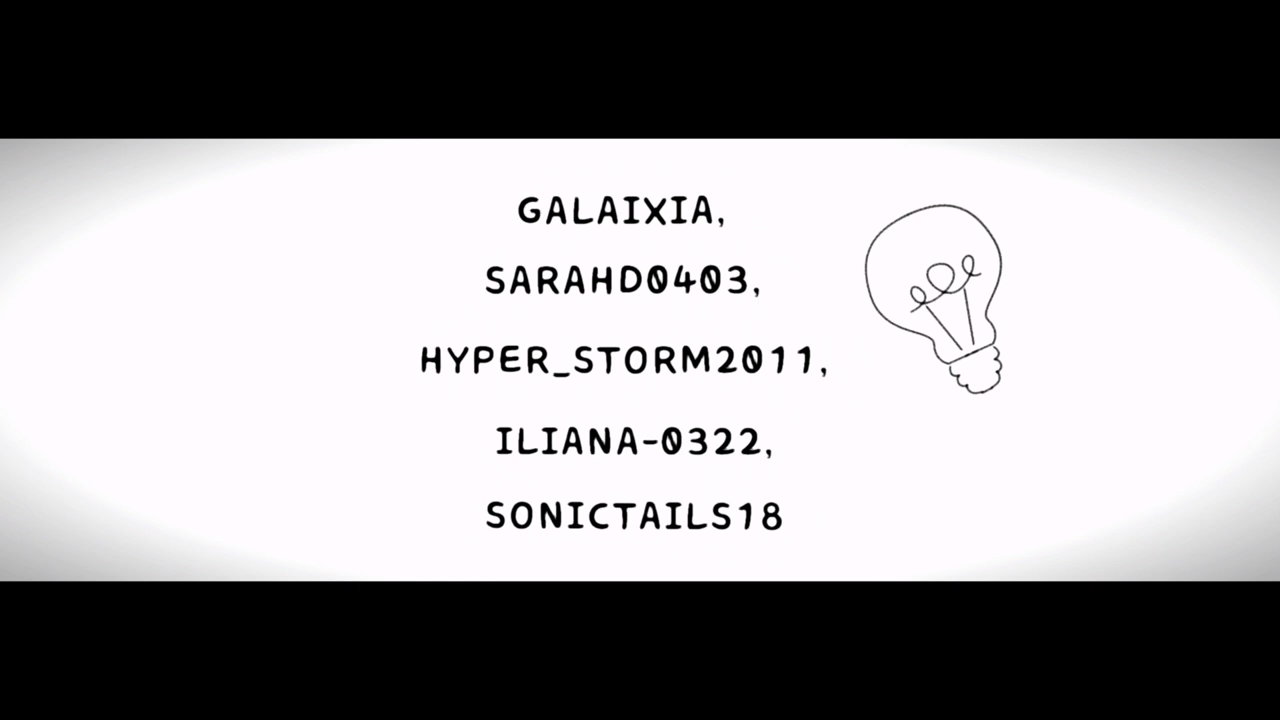 GALAIXIA,
SARAHD0403,
HYPER_STORM2011,
ILIANA-0322,
SONICTAILS18